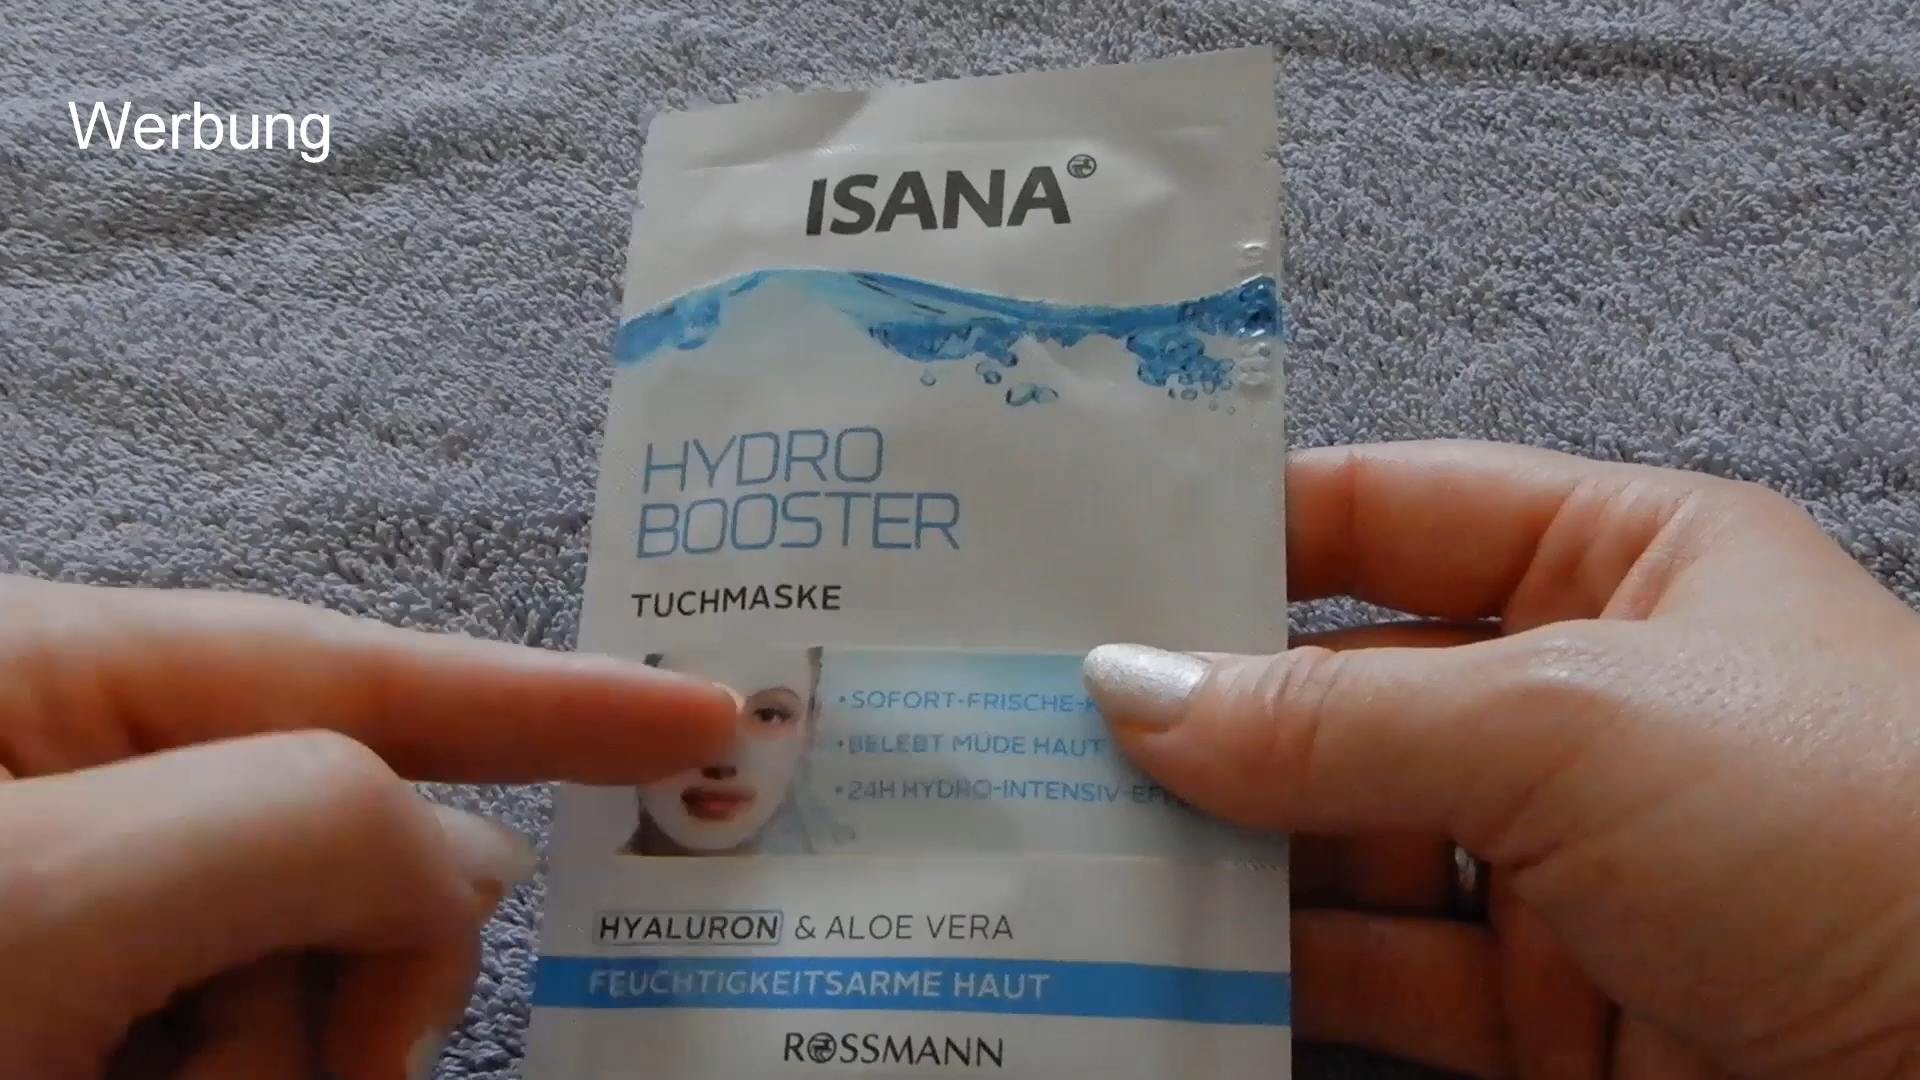 Werbung
ISANA
HYDRO
BOOSTER
TUCHMASKE
• SOFORT-FRISCHE-
• BELEBT MÜDE HAUT
• 24H HYDRO-INTENSIV-
HYALURON & ALOE VERA
FEUCHTIGKEITSARME HAUT
ROSSMANN